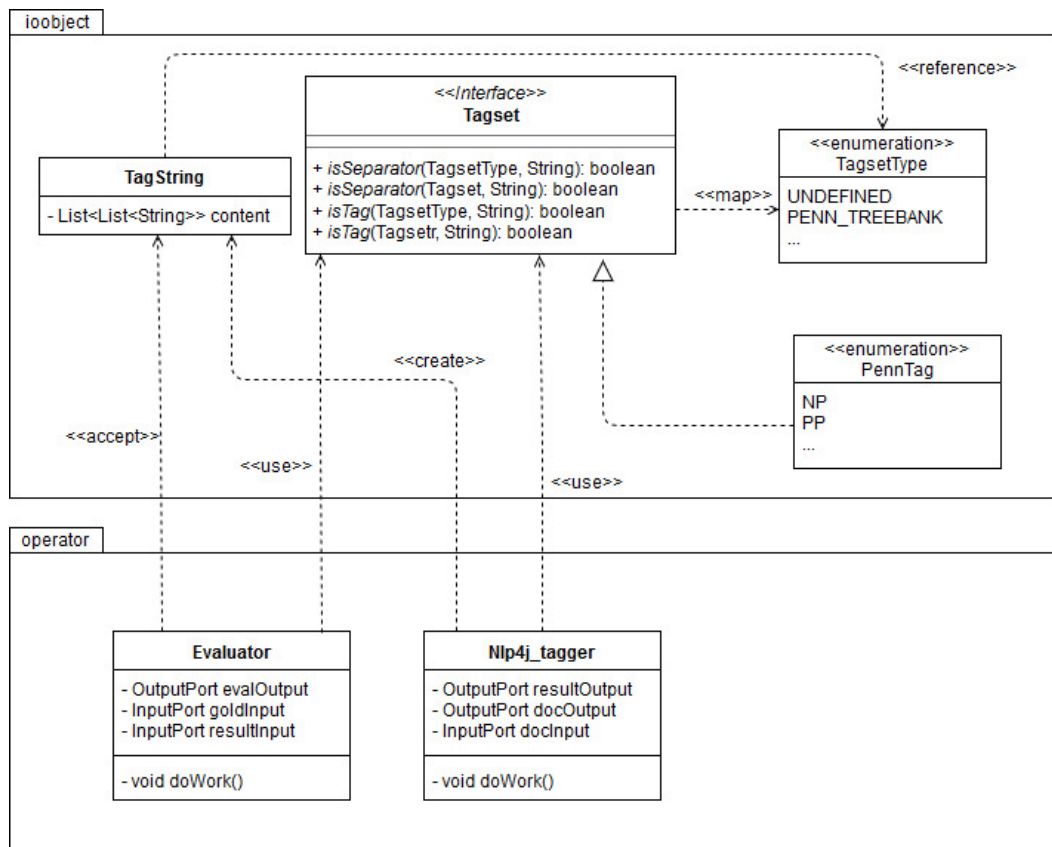 ioobject
<<reference>>
<<Interface>>
Tagset
+ isSeparator(TagsetType, String): boolean
+ isSeparator(Tagset, String): boolean
+ isTag(TagsetType, String): boolean
+ isTag(Tagsetr, String): boolean
<<enumeration>>
TagsetType
UNDEFINED
PENN_TREEBANK
...
TagString
- List<List<String>> content
<<map>>
<<enumeration>>
PennTag
NP
PP
...
<<create>>
<<accept>>
<<use>>
<<use>>
operator
Evaluator
- OutputPort evalOutput
- InputPort goldInput
- InputPort resultInput
- void doWork()
Nlp4j_tagger
- OutputPort resultOutput
- OutputPort docOutput
- InputPort docInput
- void doWork()